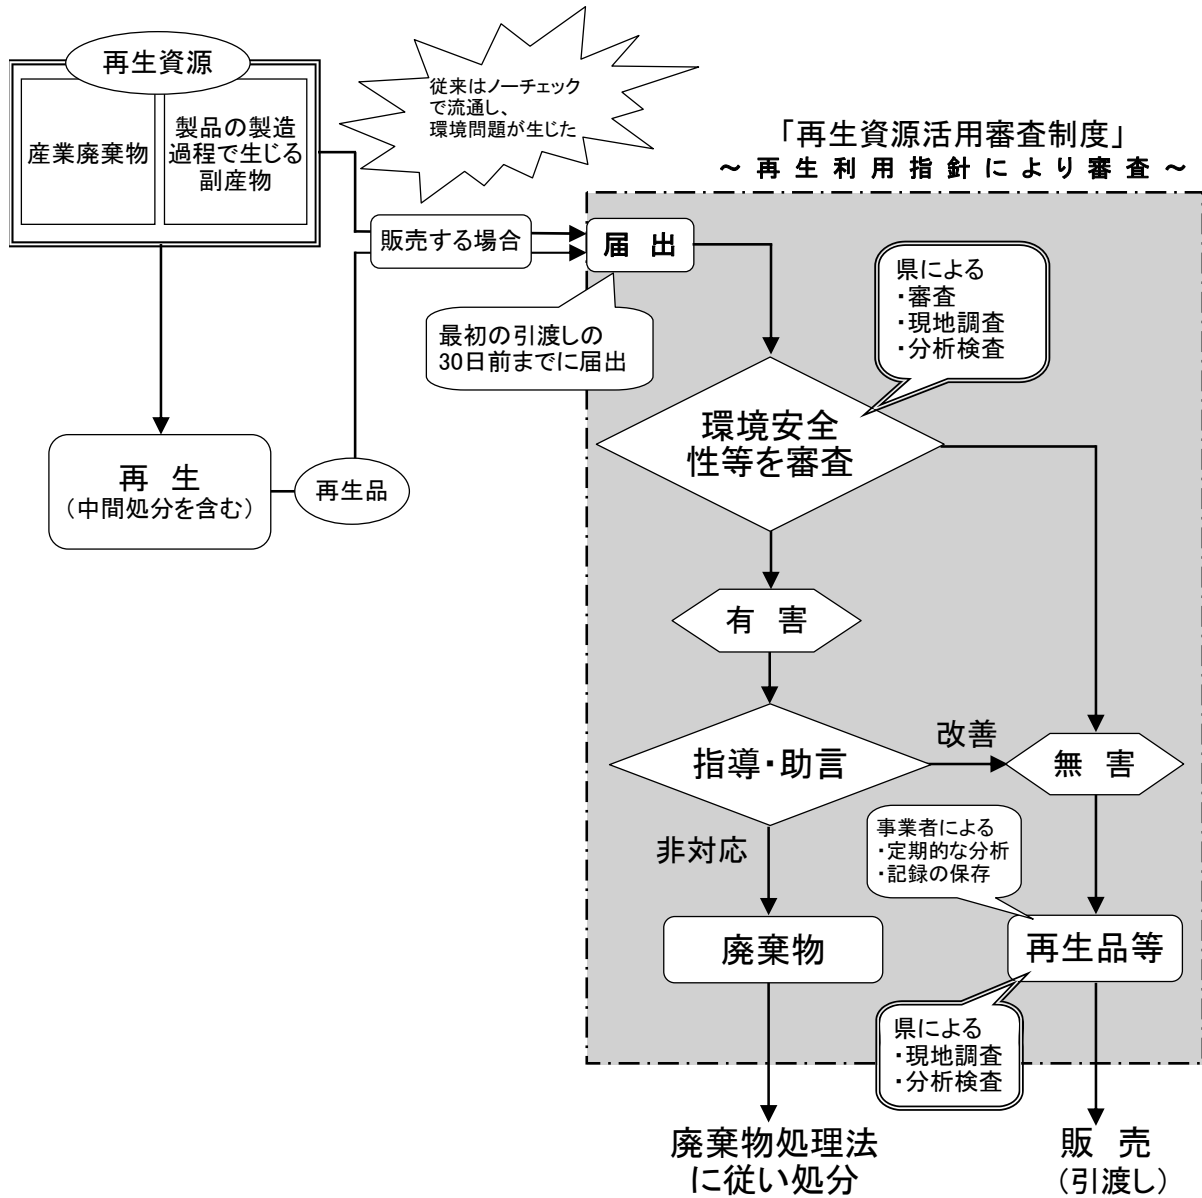 再生資源
産業廃棄物
製品の製造
過程で生じる
副産物
従来はノーチェック
で流通し、
環境問題が生じた
「再生資源活用審査制度」
～再生利用指針により審査～
販売する場合
届 出
最初の引渡しの
30日前までに届出
県による
・審査
・現地調査
・分析検査
環境安全
性等を審査
再 生
（中間処分を含む）
再生品
有 害
指導・助言
改善
無 害
非対応
事業者による
・定期的な分析
・記録の保存
廃棄物
再生品等
県による
・現地調査
・分析検査
廃棄物処理法
に従い処分
販 売
（引渡し）